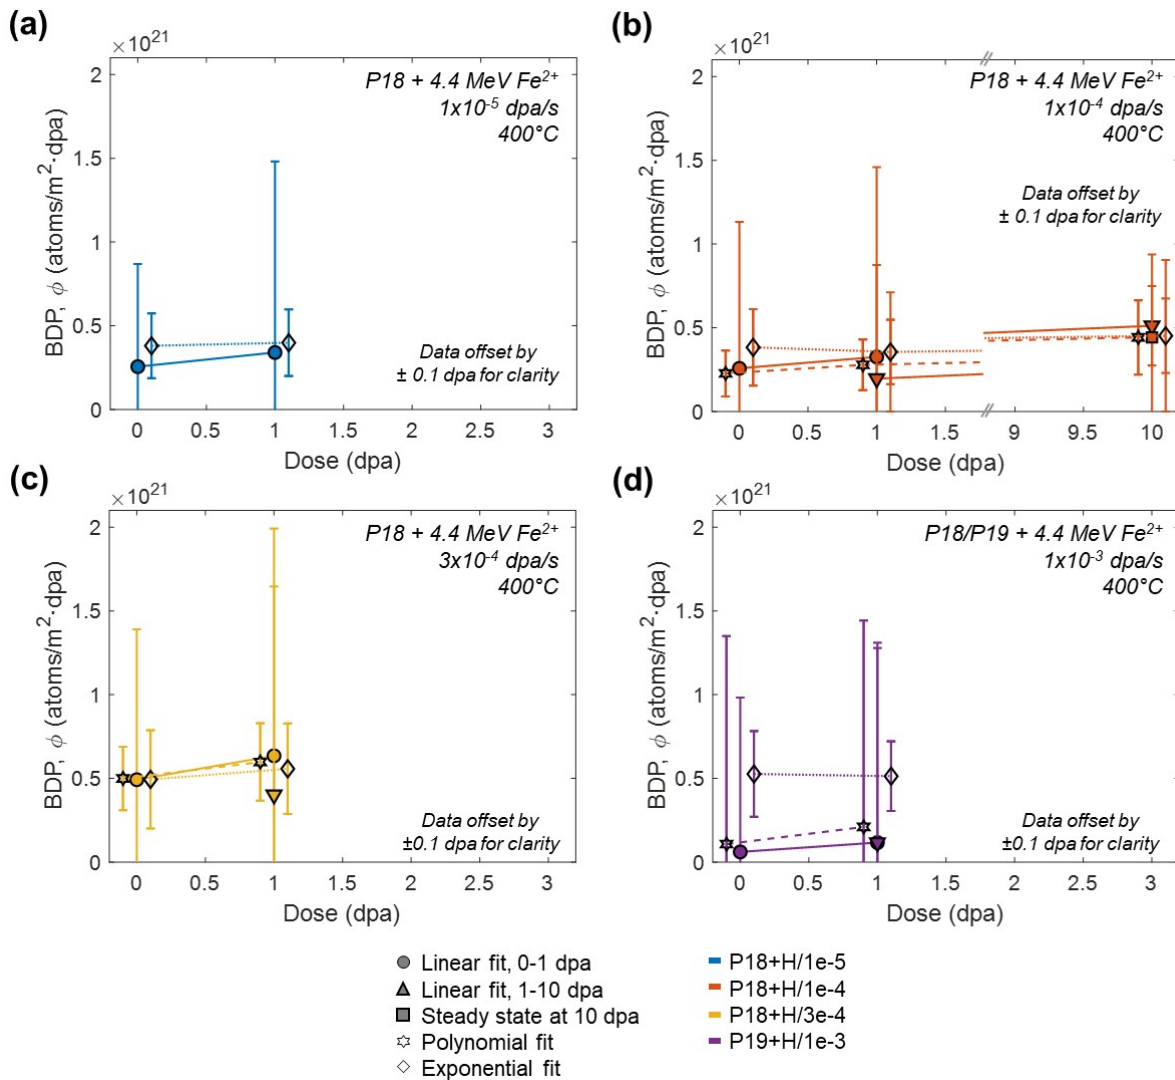 (a)
×10²¹
P18 + 4.4 MeV Fe²⁺
1x10⁻⁵ dpa/s
400°C
2
1.5
1
0.5
0
BDP, ϕ (atoms/m²·dpa)
Data offset by
± 0.1 dpa for clarity
0 0.5 1 1.5 2 2.5 3
Dose (dpa)
(b)
×10²¹
P18 + 4.4 MeV Fe²⁺
1x10⁻⁴ dpa/s
400°C
2
1.5
1
0.5
0
BDP, ϕ (atoms/m²·dpa)
Data offset by
± 0.1 dpa for clarity
0 0.5 1 1.5 9 9.5 10
Dose (dpa)
(c)
×10²¹
P18 + 4.4 MeV Fe²⁺
3x10⁻⁴ dpa/s
400°C
2
1.5
1
0.5
0
BDP, ϕ (atoms/m²·dpa)
Data offset by
±0.1 dpa for clarity
0 0.5 1 1.5 2 2.5 3
Dose (dpa)
(d)
×10²¹
P18/P19 + 4.4 MeV Fe²⁺
1x10⁻³ dpa/s
400°C
2
1.5
1
0.5
0
BDP, ϕ (atoms/m²·dpa)
Data offset by
±0.1 dpa for clarity
0 0.5 1 1.5 2 2.5 3
Dose (dpa)
Linear fit, 0-1 dpa
Linear fit, 1-10 dpa
Steady state at 10 dpa
Polynomial fit
Exponential fit
P18+H/1e-5
P18+H/1e-4
P18+H/3e-4
P19+H/1e-3